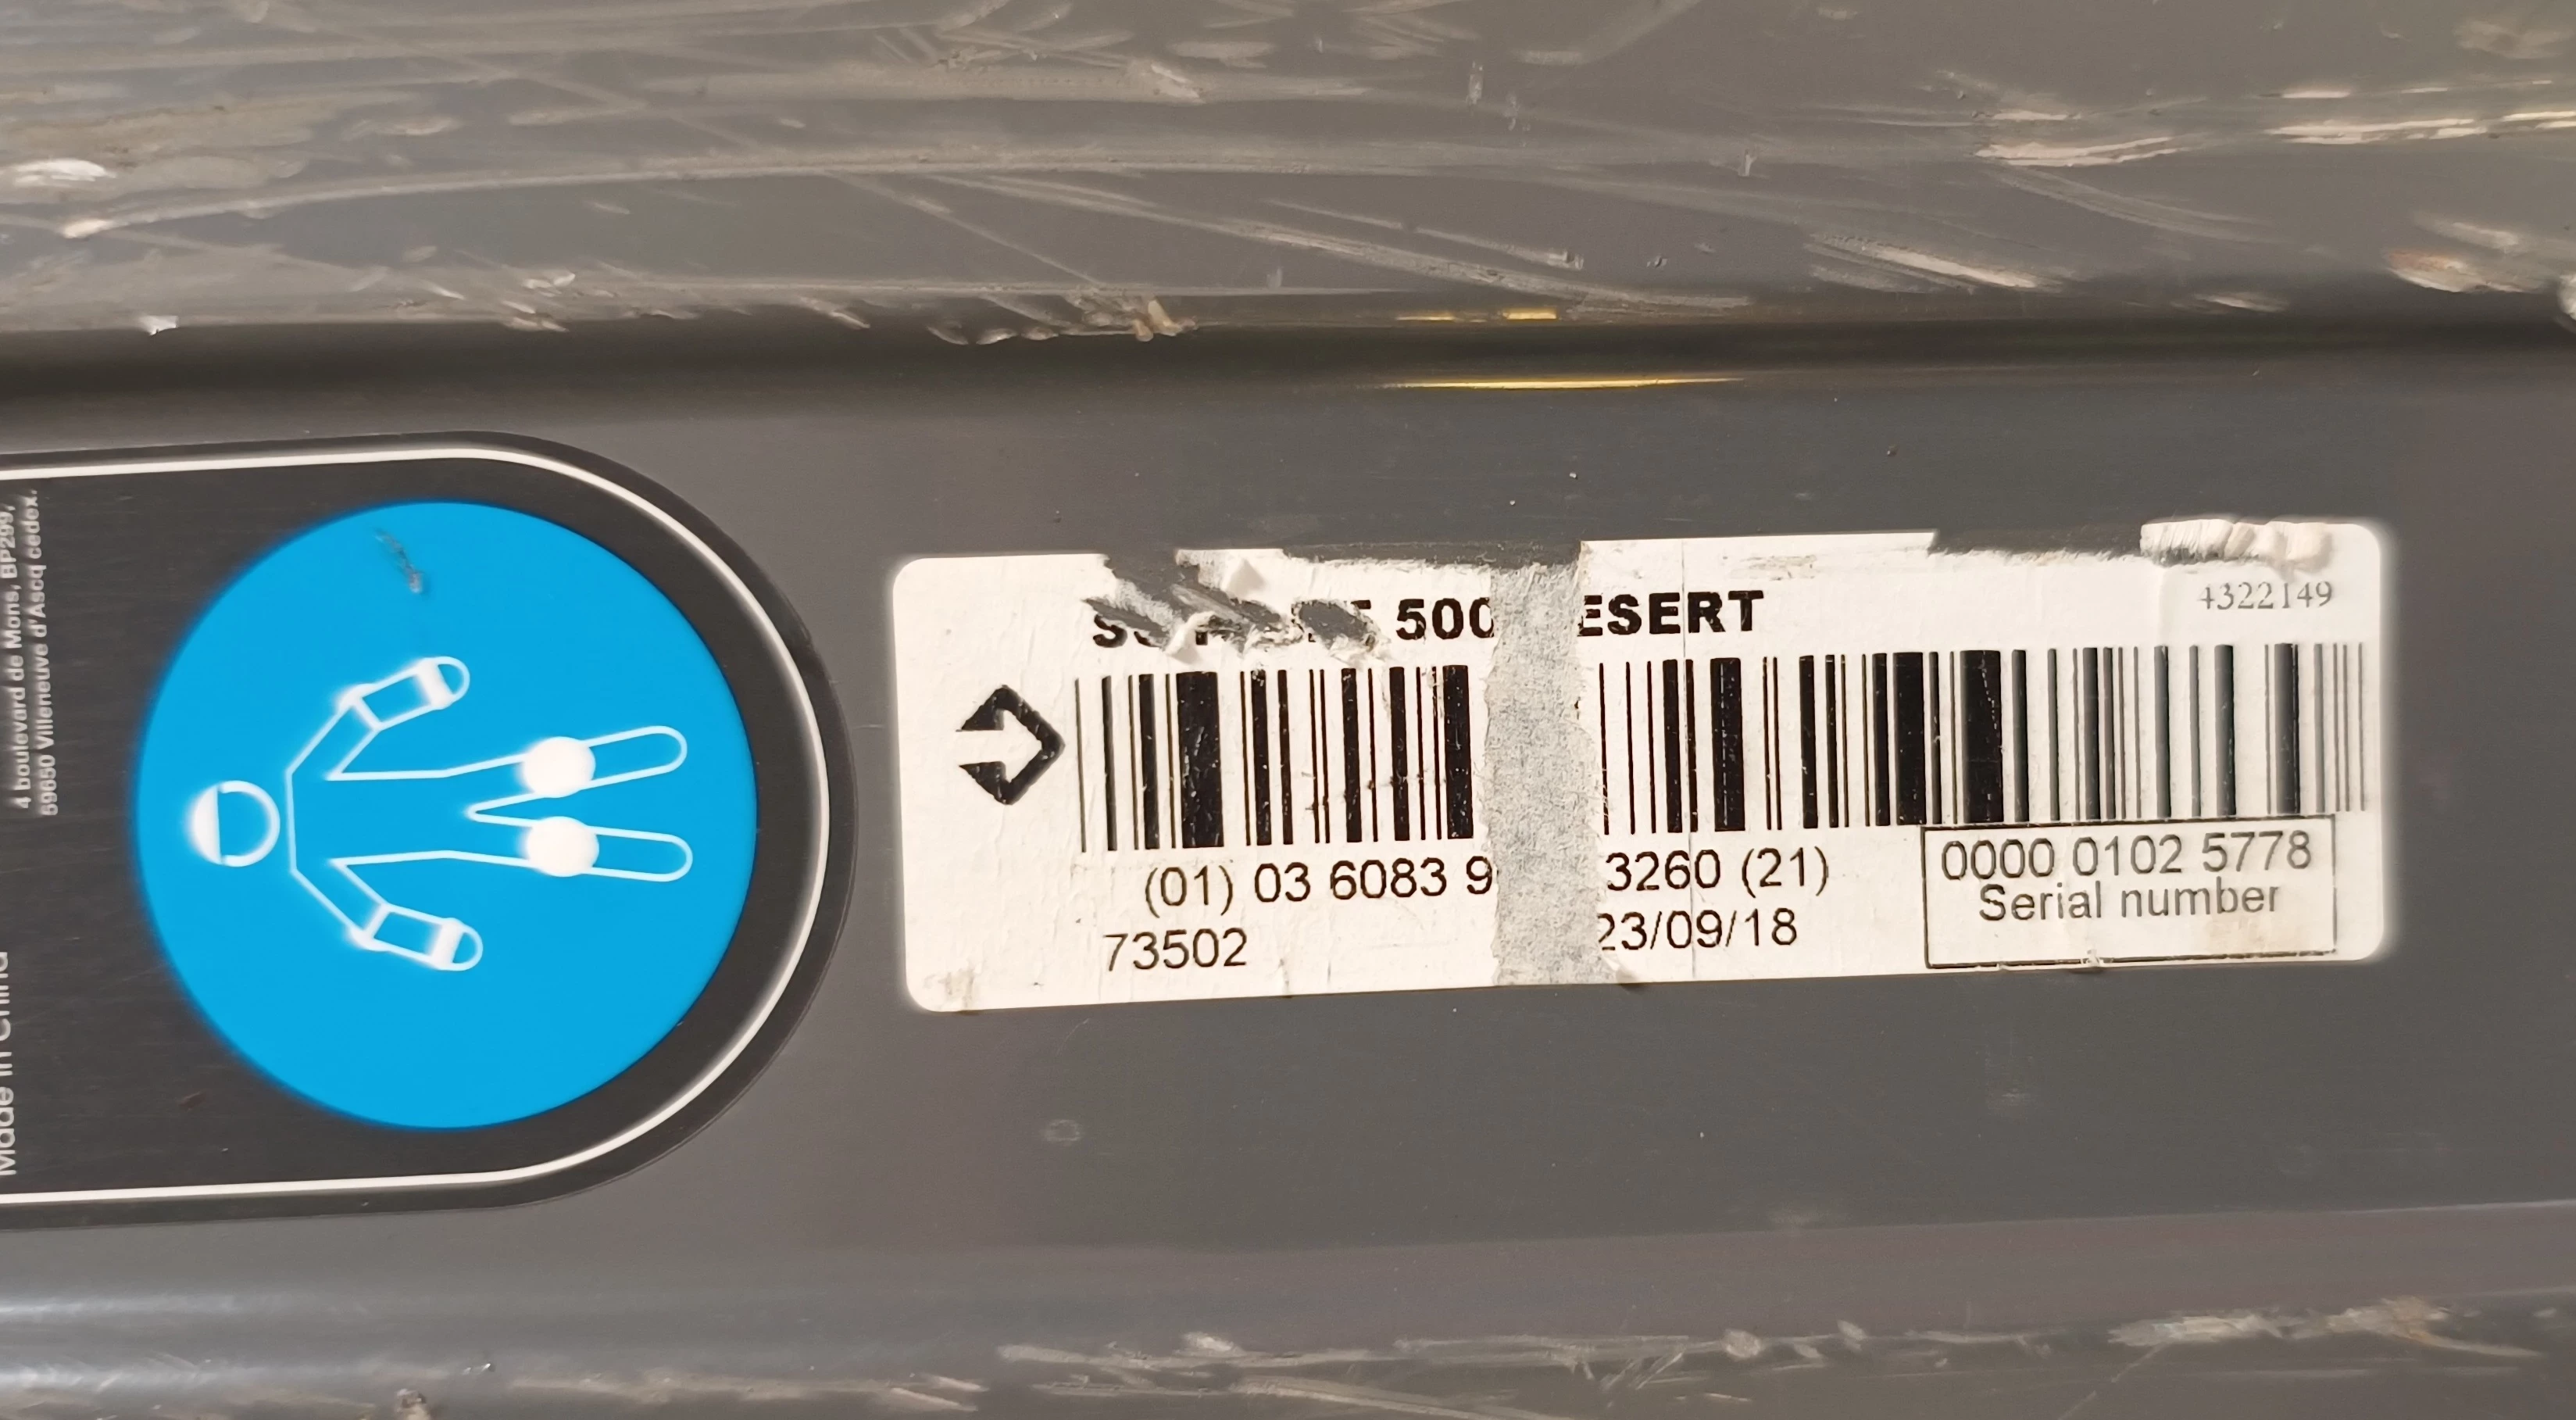 4 boulevard de Mons, BP299,
59650 Villeneuve d'Ascq cedex.
Made in China
500 ESERT
4322149
(01) 03 6083 9 3260 (21)
73502 23/09/18
0000 0102 5778
Serial number